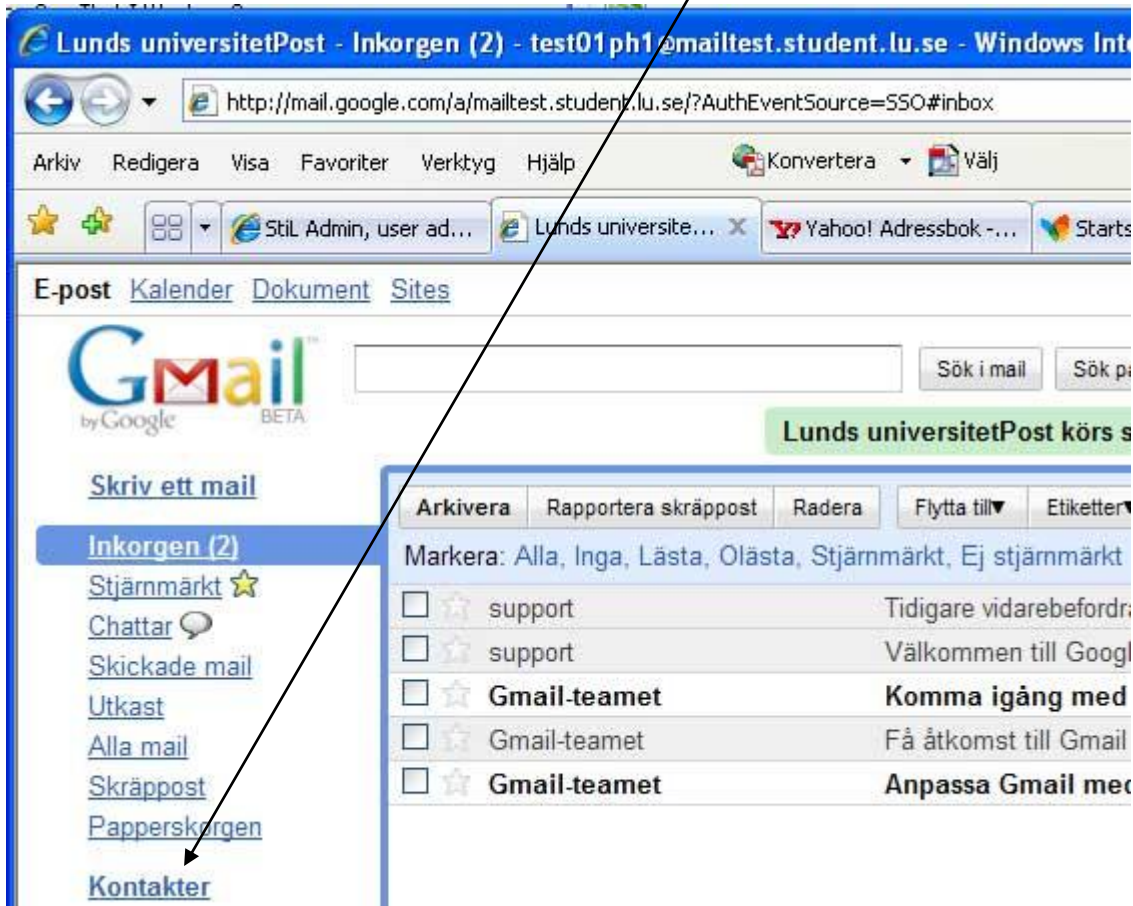 Lunds universitetPost - Inkorgen (2) - test01ph1@mailtest.student.lu.se - Windows Inte
http://mail.google.com/a/mailtest.student.lu.se/?AuthEventSource=SSO#inbox
Arkiv Redigera Visa Favoriter Verktyg Hjälp Konvertera Välj
StiL Admin, user ad... Lunds universite... Yahoo! Adressbok -... Starts
E-post Kalender Dokument Sites
Gmail™
by Google BETA
Sök i mail Sök pa
Lunds universitetPost körs s
Skriv ett mail
Arkivera Rapportera skräppost Radera Flytta till▼ Etiketter▼
Inkorgen (2)
Markera: Alla, Inga, Lästa, Olästa, Stjärnmärkt, Ej stjärnmärkt
Stjärnmärkt
support Tidigare vidarebefordra
Chattar
support Välkommen till Googl
Skickade mail
Gmail-teamet Komma igång med
Utkast
Gmail-teamet Få åtkomst till Gmail
Alla mail
Gmail-teamet Anpassa Gmail med
Skräppost
Papperskorgen
Kontakter